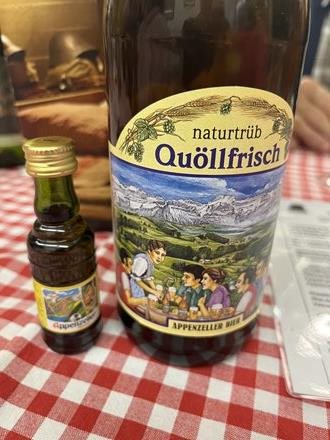 naturtrüb
Quöllfrisch
APPENZELLER BIER
Appenzeller